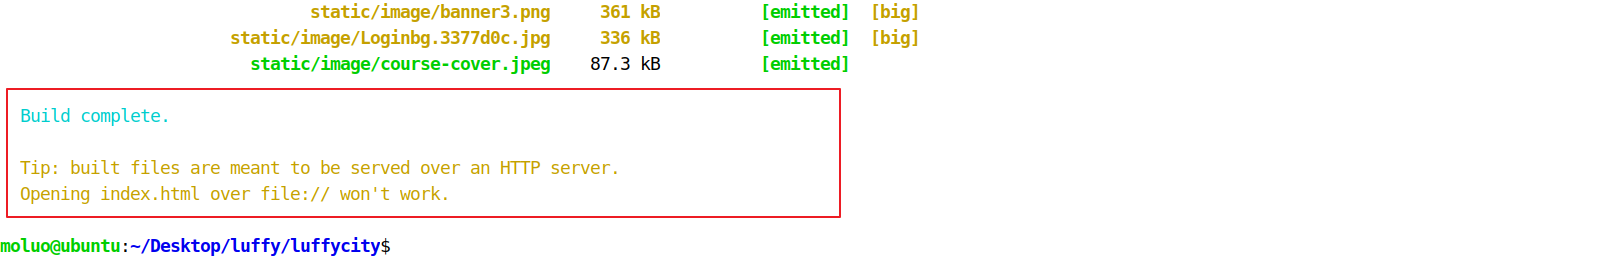 static/image/banner3.png 361 kB [emitted] [big]
static/image/Loginbg.3377d0c.jpg 336 kB [emitted] [big]
static/image/course-cover.jpeg 87.3 kB [emitted]
Build complete.
Tip: built files are meant to be served over an HTTP server.
Opening index.html over file:// won't work.
moluo@ubuntu:~/Desktop/luffy/luffycity$